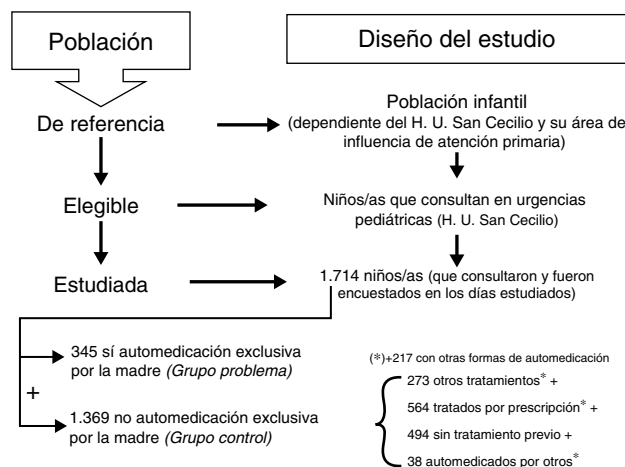 Población
Diseño del estudio
De referencia
Población infantil
(dependiente del H. U. San Cecilio y su área de
influencia de atención primaria)
Elegible
Niños/as que consultan en urgencias
pediátricas (H. U. San Cecilio)
Estudiada
1.714 niños/as (que consultaron y fueron
encuestados en los días estudiados)
345 sí automedicación exclusiva
por la madre (Grupo problema)
+
1.369 no automedicación exclusiva
por la madre (Grupo control)
(*)+217 con otras formas de automedicación
273 otros tratamientos* +
564 tratados por prescripción* +
494 sin tratamiento previo +
38 automedicados por otros*